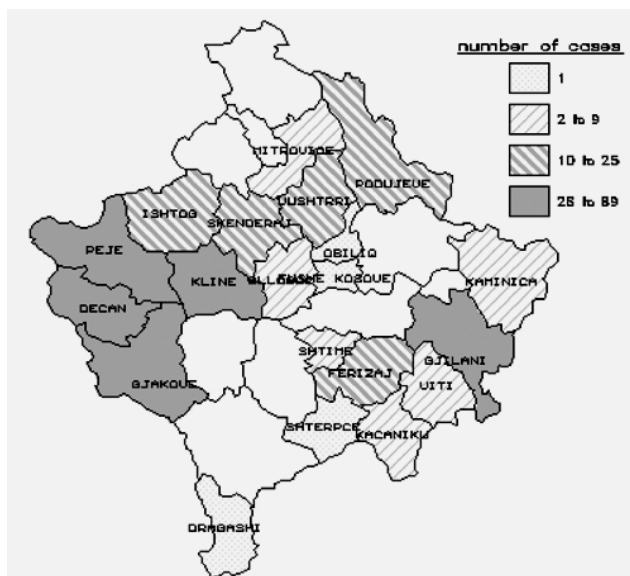 number of cases
1
2 to 9
10 to 25
26 to 89
MITROVICE
PODUJEVE
VUSHTRRI
ISHTOG
SKENDERAJ
PEJE
OBILIQ
KLINE
FUSHE KOSOVE
KAMINICA
DECAN
SHTIME
GJILANI
FERIZAJ
GJAKOVE
VITI
SHTERPCE
KACANIKU
DRAGASHI